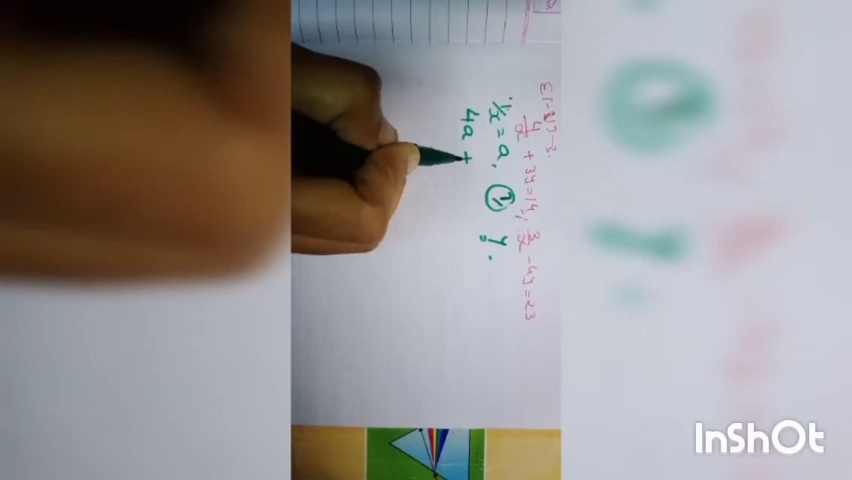 4/x + 3y = 14, 3/x - 4y = 23
1/x = a, y.
4a +
InShOt